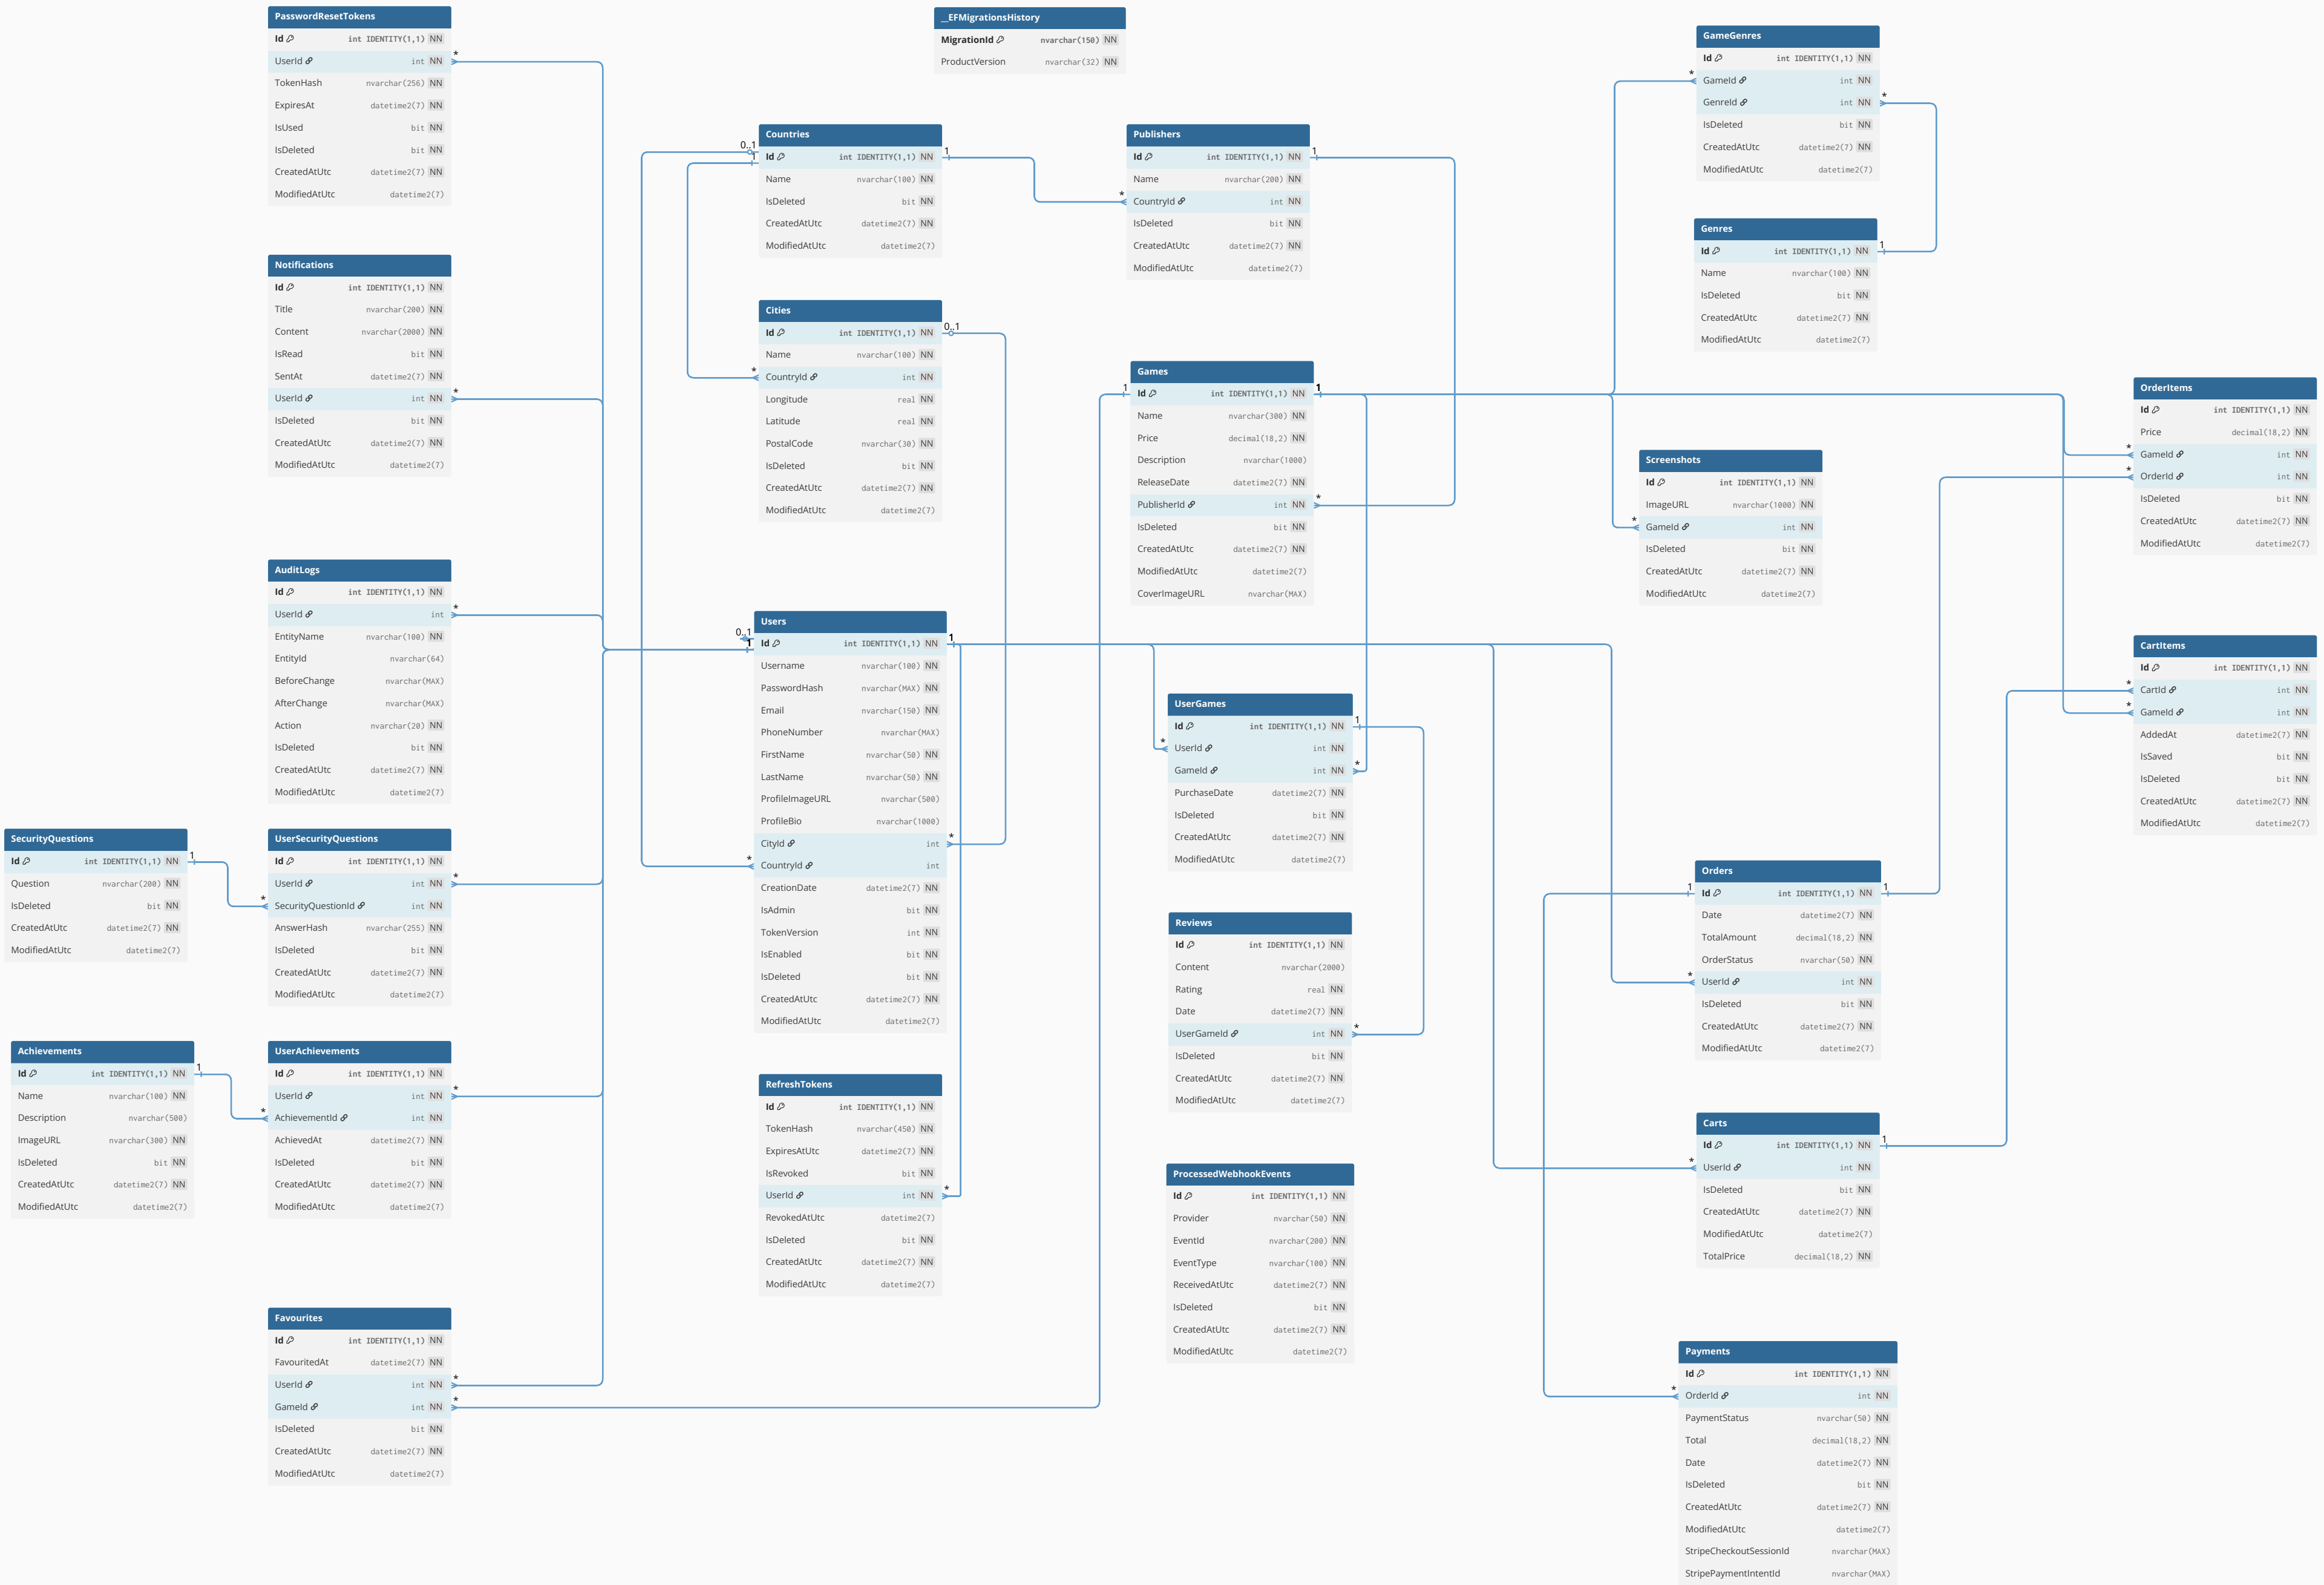 PasswordResetTokens
Id int IDENTITY(1,1) NN
UserId int NN
TokenHash nvarchar(256) NN
ExpiresAt datetime2(7) NN
IsUsed bit NN
IsDeleted bit NN
CreatedAtUtc datetime2(7) NN
ModifiedAtUtc datetime2(7)
*
Notifications
Id int IDENTITY(1,1) NN
Title nvarchar(200) NN
Content nvarchar(2000) NN
IsRead bit NN
SentAt datetime2(7) NN
UserId int NN
IsDeleted bit NN
CreatedAtUtc datetime2(7) NN
ModifiedAtUtc datetime2(7)
*
AuditLogs
Id int IDENTITY(1,1) NN
UserId int
EntityName nvarchar(100) NN
EntityId nvarchar(64)
BeforeChange nvarchar(MAX)
AfterChange nvarchar(MAX)
Action nvarchar(20) NN
IsDeleted bit NN
CreatedAtUtc datetime2(7) NN
ModifiedAtUtc datetime2(7)
*
SecurityQuestions
Id int IDENTITY(1,1) NN
Question nvarchar(200) NN
IsDeleted bit NN
CreatedAtUtc datetime2(7) NN
ModifiedAtUtc datetime2(7)
1
*
UserSecurityQuestions
Id int IDENTITY(1,1) NN
UserId int NN
SecurityQuestionId int NN
AnswerHash nvarchar(255) NN
IsDeleted bit NN
CreatedAtUtc datetime2(7) NN
ModifiedAtUtc datetime2(7)
*
Achievements
Id int IDENTITY(1,1) NN
Name nvarchar(100) NN
Description nvarchar(500)
ImageURL nvarchar(300) NN
IsDeleted bit NN
CreatedAtUtc datetime2(7) NN
ModifiedAtUtc datetime2(7)
1
*
UserAchievements
Id int IDENTITY(1,1) NN
UserId int NN
AchievementId int NN
AchievedAt datetime2(7) NN
IsDeleted bit NN
CreatedAtUtc datetime2(7) NN
ModifiedAtUtc datetime2(7)
*
Favourites
Id int IDENTITY(1,1) NN
FavouritedAt datetime2(7) NN
UserId int NN
GameId int NN
IsDeleted bit NN
CreatedAtUtc datetime2(7) NN
ModifiedAtUtc datetime2(7)
*
*
__EFMigrationsHistory
MigrationId nvarchar(150) NN
ProductVersion nvarchar(32) NN
Countries
Id int IDENTITY(1,1) NN
Name nvarchar(100) NN
IsDeleted bit NN
CreatedAtUtc datetime2(7) NN
ModifiedAtUtc datetime2(7)
0..1
1
1
Cities
Id int IDENTITY(1,1) NN
Name nvarchar(100) NN
CountryId int NN
Longitude real NN
Latitude real NN
PostalCode nvarchar(30) NN
IsDeleted bit NN
CreatedAtUtc datetime2(7) NN
ModifiedAtUtc datetime2(7)
0..1
*
Users
Id int IDENTITY(1,1) NN
Username nvarchar(100) NN
PasswordHash nvarchar(MAX) NN
Email nvarchar(150) NN
PhoneNumber nvarchar(MAX)
FirstName nvarchar(50) NN
LastName nvarchar(50) NN
ProfileImageURL nvarchar(500)
ProfileBio nvarchar(1000)
CityId int
CountryId int
CreationDate datetime2(7) NN
IsAdmin bit NN
TokenVersion int NN
IsEnabled bit NN
IsDeleted bit NN
CreatedAtUtc datetime2(7) NN
ModifiedAtUtc datetime2(7)
0..1
1
1
*
*
RefreshTokens
Id int IDENTITY(1,1) NN
TokenHash nvarchar(450) NN
ExpiresAtUtc datetime2(7) NN
IsRevoked bit NN
UserId int NN
RevokedAtUtc datetime2(7)
IsDeleted bit NN
CreatedAtUtc datetime2(7) NN
ModifiedAtUtc datetime2(7)
*
Publishers
Id int IDENTITY(1,1) NN
Name nvarchar(200) NN
CountryId int NN
IsDeleted bit NN
CreatedAtUtc datetime2(7) NN
ModifiedAtUtc datetime2(7)
1
*
Games
Id int IDENTITY(1,1) NN
Name nvarchar(300) NN
Price decimal(18,2) NN
Description nvarchar(1000)
ReleaseDate datetime2(7) NN
PublisherId int NN
IsDeleted bit NN
CreatedAtUtc datetime2(7) NN
ModifiedAtUtc datetime2(7)
CoverImageURL nvarchar(MAX)
1
1
*
UserGames
Id int IDENTITY(1,1) NN
UserId int NN
GameId int NN
PurchaseDate datetime2(7) NN
IsDeleted bit NN
CreatedAtUtc datetime2(7) NN
ModifiedAtUtc datetime2(7)
1
*
*
Reviews
Id int IDENTITY(1,1) NN
Content nvarchar(2000)
Rating real NN
Date datetime2(7) NN
UserGameId int NN
IsDeleted bit NN
CreatedAtUtc datetime2(7) NN
ModifiedAtUtc datetime2(7)
*
ProcessedWebhookEvents
Id int IDENTITY(1,1) NN
Provider nvarchar(50) NN
EventId nvarchar(200) NN
EventType nvarchar(100) NN
ReceivedAtUtc datetime2(7) NN
IsDeleted bit NN
CreatedAtUtc datetime2(7) NN
ModifiedAtUtc datetime2(7)
GameGenres
Id int IDENTITY(1,1) NN
GameId int NN
GenreId int NN
IsDeleted bit NN
CreatedAtUtc datetime2(7) NN
ModifiedAtUtc datetime2(7)
*
*
Genres
Id int IDENTITY(1,1) NN
Name nvarchar(100) NN
IsDeleted bit NN
CreatedAtUtc datetime2(7) NN
ModifiedAtUtc datetime2(7)
1
Screenshots
Id int IDENTITY(1,1) NN
ImageURL nvarchar(1000) NN
GameId int NN
IsDeleted bit NN
CreatedAtUtc datetime2(7) NN
ModifiedAtUtc datetime2(7)
*
Orders
Id int IDENTITY(1,1) NN
Date datetime2(7) NN
TotalAmount decimal(18,2) NN
OrderStatus nvarchar(50) NN
UserId int NN
IsDeleted bit NN
CreatedAtUtc datetime2(7) NN
ModifiedAtUtc datetime2(7)
1
1
*
Carts
Id int IDENTITY(1,1) NN
UserId int NN
IsDeleted bit NN
CreatedAtUtc datetime2(7) NN
ModifiedAtUtc datetime2(7)
TotalPrice decimal(18,2) NN
1
*
Payments
Id int IDENTITY(1,1) NN
OrderId int NN
PaymentStatus nvarchar(50) NN
Total decimal(18,2) NN
Date datetime2(7) NN
IsDeleted bit NN
CreatedAtUtc datetime2(7) NN
ModifiedAtUtc datetime2(7)
StripeCheckoutSessionId nvarchar(MAX)
StripePaymentIntentId nvarchar(MAX)
*
OrderItems
Id int IDENTITY(1,1) NN
Price decimal(18,2) NN
GameId int NN
OrderId int NN
IsDeleted bit NN
CreatedAtUtc datetime2(7) NN
ModifiedAtUtc datetime2(7)
*
*
CartItems
Id int IDENTITY(1,1) NN
CartId int NN
GameId int NN
AddedAt datetime2(7) NN
IsSaved bit NN
IsDeleted bit NN
CreatedAtUtc datetime2(7) NN
ModifiedAtUtc datetime2(7)
*
*